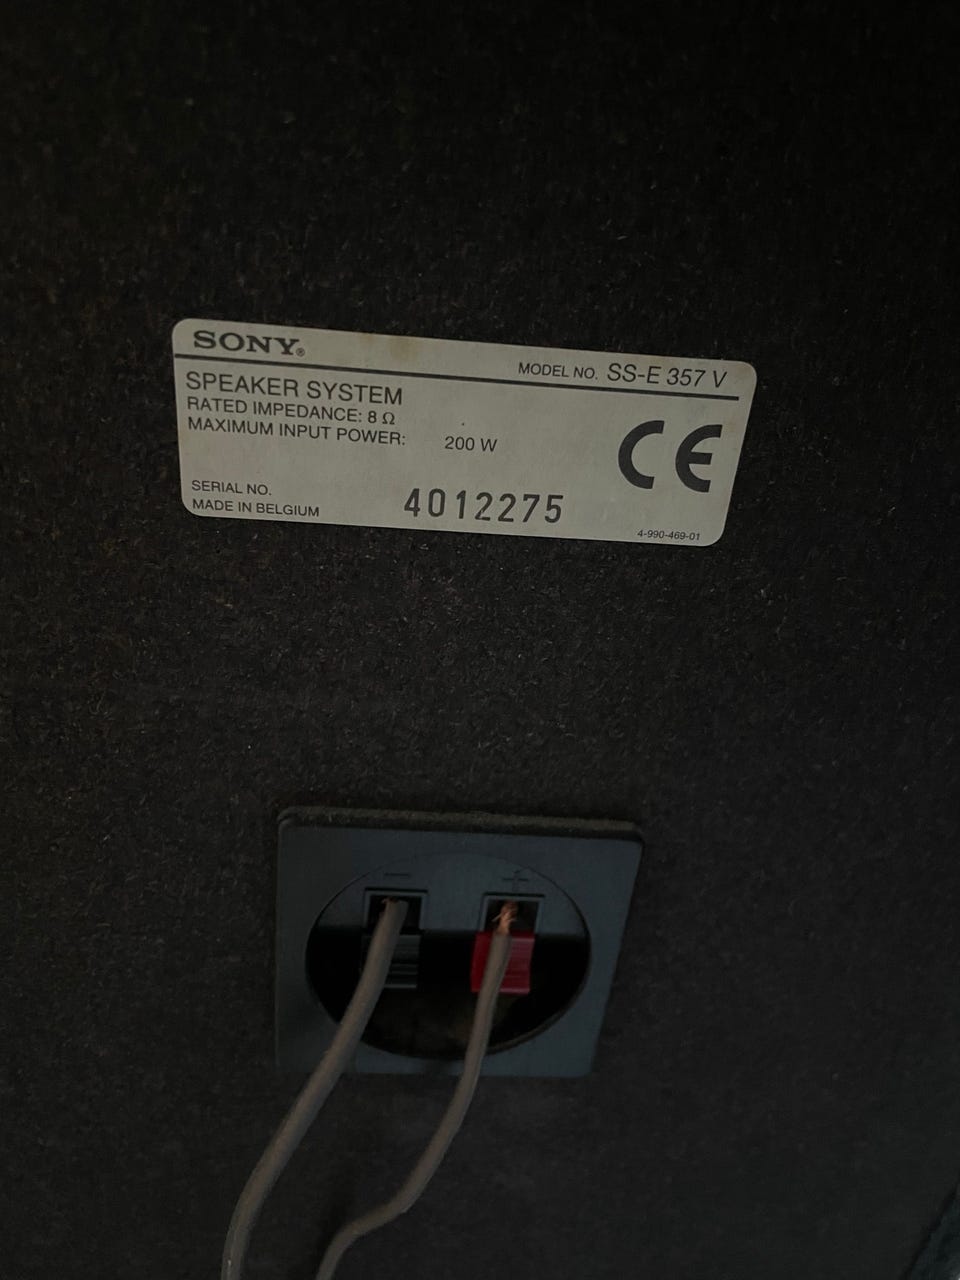 SONY®
MODEL NO. SS-E 357 V
SPEAKER SYSTEM
RATED IMPEDANCE: 8 Ω
MAXIMUM INPUT POWER: 200 W
CE
SERIAL NO. 4012275
MADE IN BELGIUM
4-990-469-01
− +